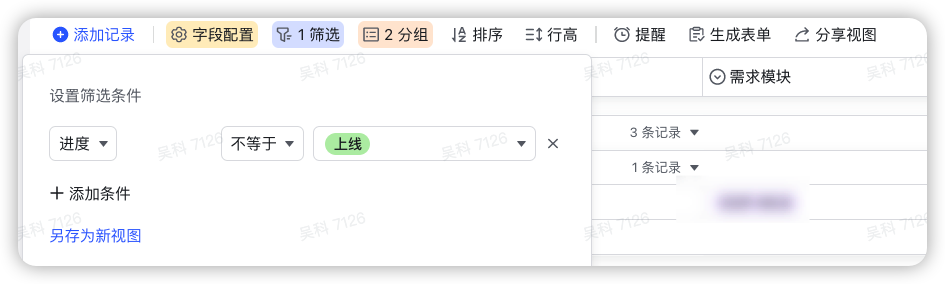 添加记录 字段配置 1 筛选 2 分组 排序 行高 提醒 生成表单 分享视图
需求模块
设置筛选条件
3 条记录
进度 不等于 上线
1 条记录
添加条件
另存为新视图
吴科 7126
吴科 7126
吴科 7126
吴科 7126
吴科 7126
吴科 7126
吴科 7126
吴科 7126
吴科 7126
吴科 7126
吴科 7126